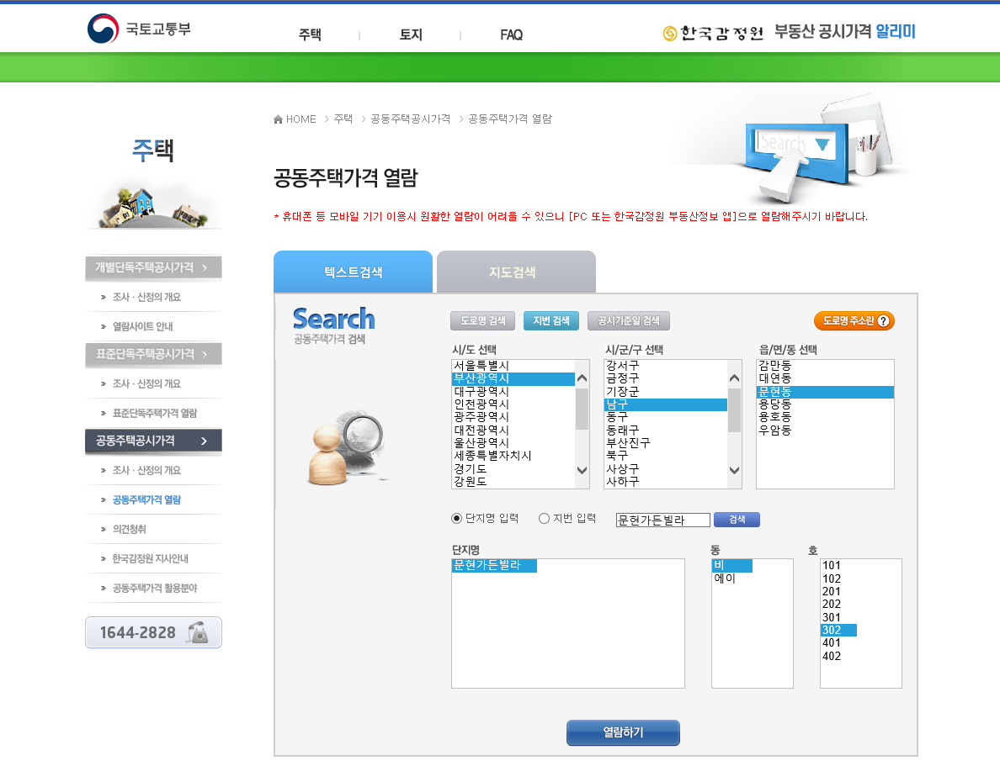 국토교통부
주택 | 토지 | FAQ
한국감정원 부동산 공시가격 알리미
HOME > 주택 > 공동주택공시가격 > 공동주택가격 열람
Search
주택
공동주택가격 열람
* 휴대폰 등 모바일 기기 이용시 원활한 열람이 어려울 수 있으니 [PC 또는 한국감정원 부동산정보 앱]으로 열람해주시기 바랍니다.
개별단독주택공시가격 >
» 조사 · 산정의 개요
» 열람사이트 안내
표준단독주택공시가격 >
» 조사 · 산정의 개요
» 표준단독주택가격 열람
공동주택공시가격 >
» 조사 · 산정의 개요
» 공동주택가격 열람
» 의견청취
» 한국감정원 지사안내
» 공동주택가격 활용분야
1644-2828
텍스트검색 지도검색
Search
공동주택가격 검색
도로명 검색 지번 검색 공시기준일 검색 도로명 주소란 ?
시/도 선택
서울특별시
부산광역시
대구광역시
인천광역시
광주광역시
대전광역시
울산광역시
세종특별자치시
경기도
강원도
시/군/구 선택
강서구
금정구
기장군
남구
동구
동래구
부산진구
북구
사상구
사하구
읍/면/동 선택
감만동
대연동
문현동
용당동
용호동
우암동
단지명 입력 지번 입력 문현가든빌라 검색
단지명
문현가든빌라
동
비
에이
호
101
102
201
202
301
302
401
402
열람하기